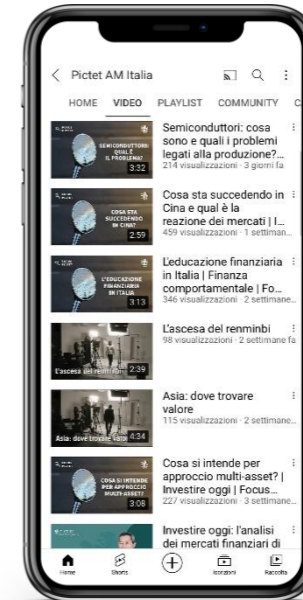 Pictet AM Italia
HOME VIDEO PLAYLIST COMMUNITY C
SEMICONDUTTORI:
QUAL È
IL PROBLEMA?
3:32
Semiconduttori: cosa
sono e quali i problemi
legati alla produzione?...
214 visualizzazioni · 3 giorni fa
COSA STA
SUCCEDENDO
IN CINA?
2:59
Cosa sta succedendo in
Cina e qual è la
reazione dei mercati | I...
459 visualizzazioni · 1 settiman...
L'EDUCAZIONE
FINANZIARIA
IN ITALIA
3:13
L'educazione finanziaria
in Italia | Finanza
comportamentale | Fo...
346 visualizzazioni · 2 settimane...
L'ascesa del renminbi
2:39
L'ascesa del renminbi
98 visualizzazioni · 2 settimane fa
Asia: dove trovare valore
4:34
Asia: dove trovare
valore
115 visualizzazioni · 2 settimane...
COSA SI INTENDE
PER APPROCCIO
MULTI-ASSET?
3:08
Cosa si intende per
approccio multi-asset? |
Investire oggi | Focus...
227 visualizzazioni · 3 settimane...
Investire oggi: l'analisi
dei mercati finanziari di
Home Shorts Iscrizioni Raccolta